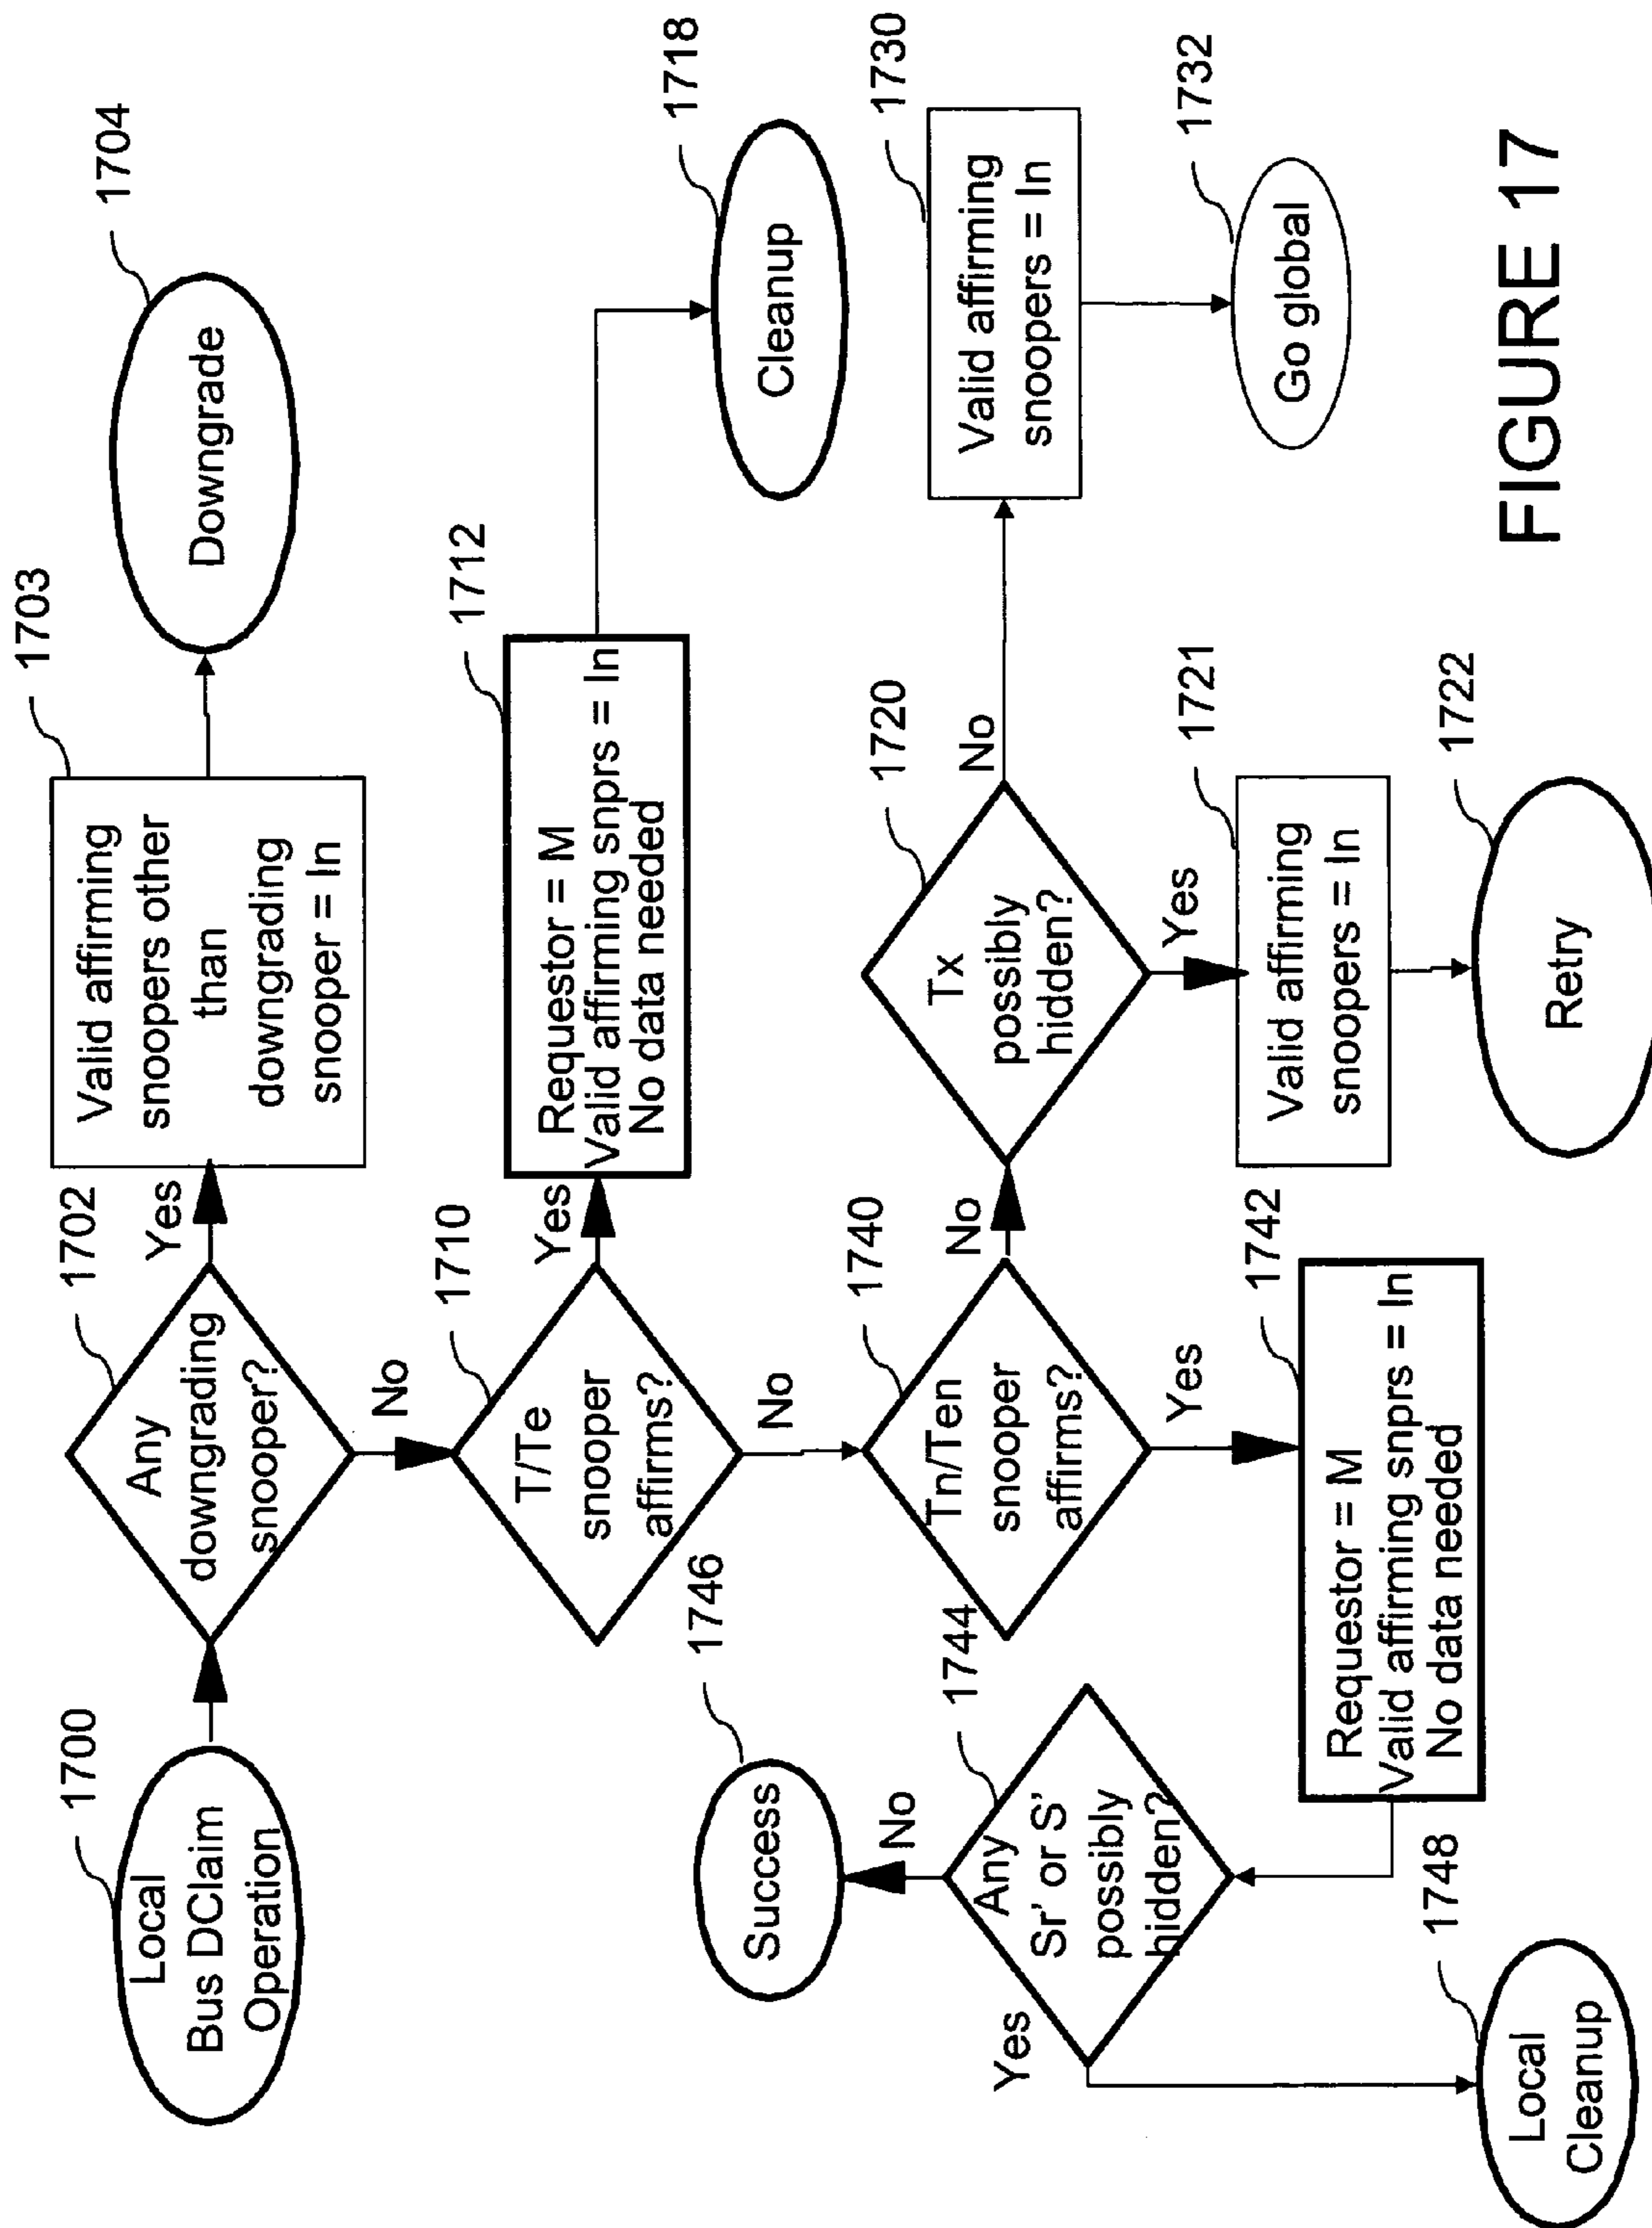 1700
Local
Bus DClaim
Operation
1702
Any
downgrading
snooper?
Yes
No
1703
Valid affirming
snoopers other
than
downgrading
snooper = In
1704
Downgrade
1710
T/Te
snooper
affirms?
Yes
No
1712
Requestor = M
Valid affirming snprs = In
No data needed
1718
Cleanup
1740
Tn/Ten
snooper
affirms?
No
Yes
1720
Tx
possibly
hidden?
No
Yes
1730
Valid affirming
snoopers = In
1732
Go global
1721
Valid affirming
snoopers = In
1722
Retry
1742
Requestor = M
Valid affirming snprs = In
No data needed
1744
Any
Sr' or S'
possibly
hidden?
No
Yes
1746
Success
1748
Local
Cleanup
FIGURE 17